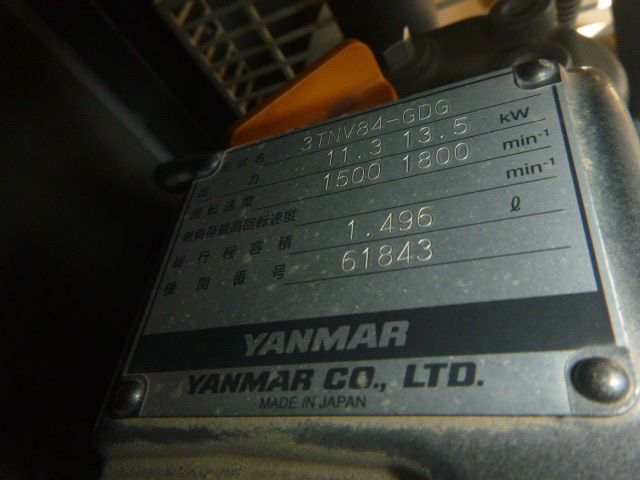 形式名 3TNV84-GDG
出力 11.3 13.5 kW
回転速度 1500 1800 min⁻¹
無負荷最高回転速度 min⁻¹
総行程容積 1.496 ℓ
機関番号 61843
YANMAR
YANMAR CO., LTD.
MADE IN JAPAN